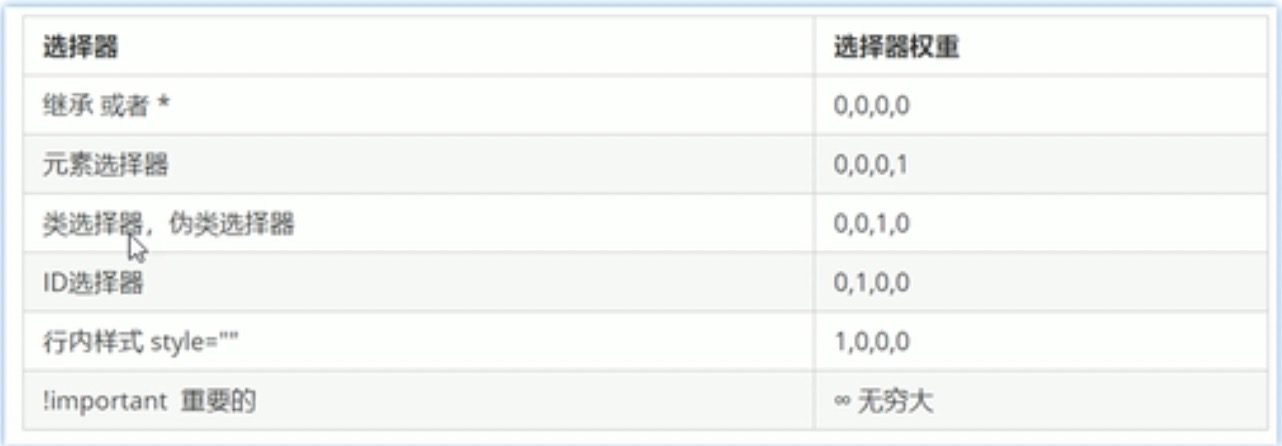 选择器 选择器权重
继承 或者 * 0,0,0,0
元素选择器 0,0,0,1
类选择器，伪类选择器 0,0,1,0
ID选择器 0,1,0,0
行内样式 style="" 1,0,0,0
!important 重要的 ∞ 无穷大